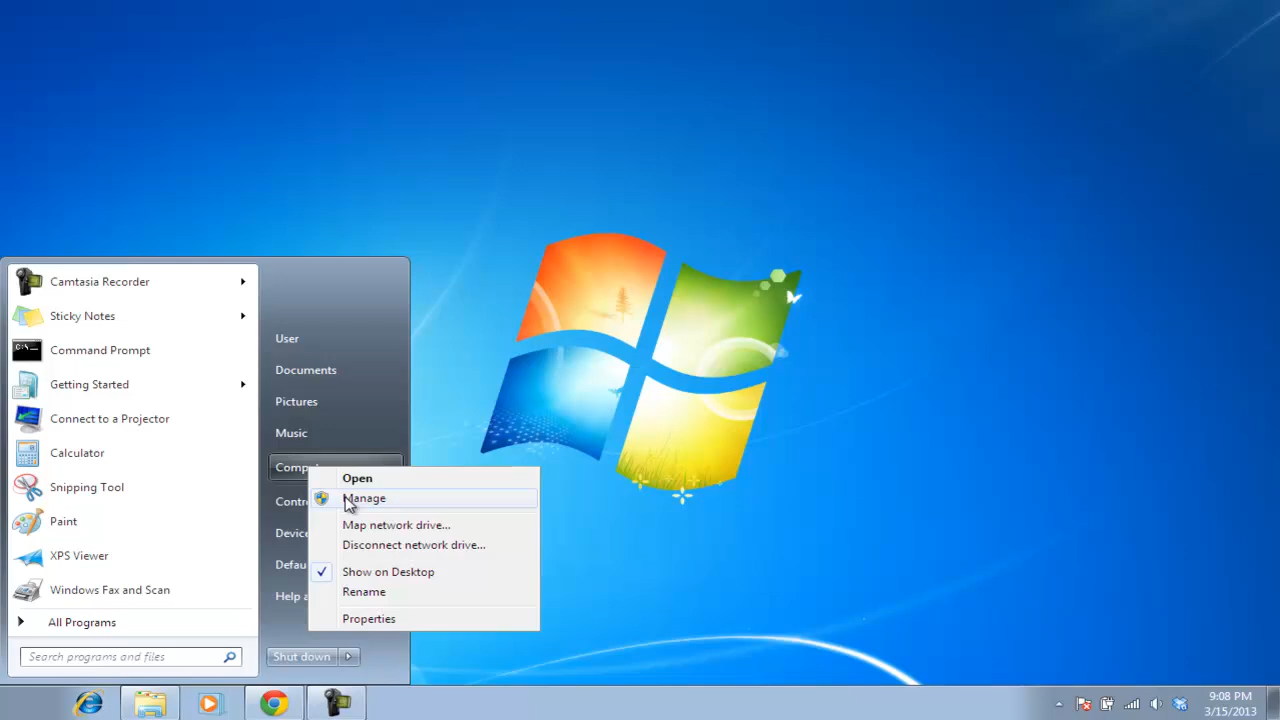 Camtasia Recorder
Sticky Notes
Command Prompt
Getting Started
Connect to a Projector
Calculator
Snipping Tool
Paint
XPS Viewer
Windows Fax and Scan
All Programs
Search programs and files
User
Documents
Pictures
Music
Comp
Contr
Device
Defau
Help a
Shut down
Open
Manage
Map network drive...
Disconnect network drive...
Show on Desktop
Rename
Properties
9:08 PM
3/15/2013